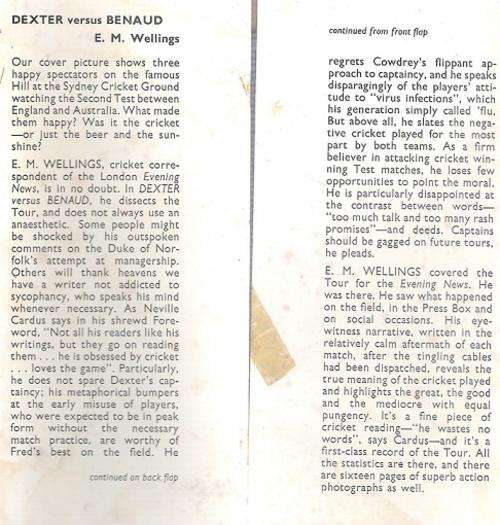 DEXTER versus BENAUD
E. M. Wellings
Our cover picture shows three
happy spectators on the famous
Hill at the Sydney Cricket Ground
watching the Second Test between
England and Australia. What made
them happy? Was it the cricket
—or just the beer and the sun-
shine?
E. M. WELLINGS, cricket corre-
spondent of the London Evening
News, is in no doubt. In DEXTER
versus BENAUD, he dissects the
Tour, and does not always use an
anaesthetic. Some people might
be shocked by his outspoken
comments on the Duke of Nor-
folk's attempt at managership.
Others will thank heavens we
have a writer not addicted to
sycophancy, who speaks his mind
whenever necessary. As Neville
Cardus says in his shrewd Fore-
word, "Not all his readers like his
writings, but they go on reading
them . . . he is obsessed by cricket
. . . loves the game". Particularly,
he does not spare Dexter's cap-
taincy; his metaphorical bumpers
at the early misuse of players,
who were expected to be in peak
form without the necessary
match practice, are worthy of
Fred's best on the field. He
continued on back flap
continued from front flap
regrets Cowdrey's flippant ap-
proach to captaincy, and he speaks
disparagingly of the players' atti-
tude to "virus infections", which
his generation simply called 'flu.
But above all, he slates the nega-
tive cricket played for the most
part by both teams. As a firm
believer in attacking cricket win-
ning Test matches, he loses few
opportunities to point the moral.
He is particularly disappointed at
the contrast between words—
"too much talk and too many rash
promises"—and deeds. Captains
should be gagged on future tours,
he pleads.
E. M. WELLINGS covered the
Tour for the Evening News. He
was there. He saw what happened
on the field, in the Press Box and
on social occasions. His eye-
witness narrative, written in the
relatively calm aftermath of each
match, after the tingling cables
had been dispatched, reveals the
true meaning of the cricket played
and highlights the great, the good
and the mediocre with equal
pungency. It's a fine piece of
cricket reading—"he wastes no
words", says Cardus—and it's a
first-class record of the Tour. All
the statistics are there, and there
are sixteen pages of superb action
photographs as well.